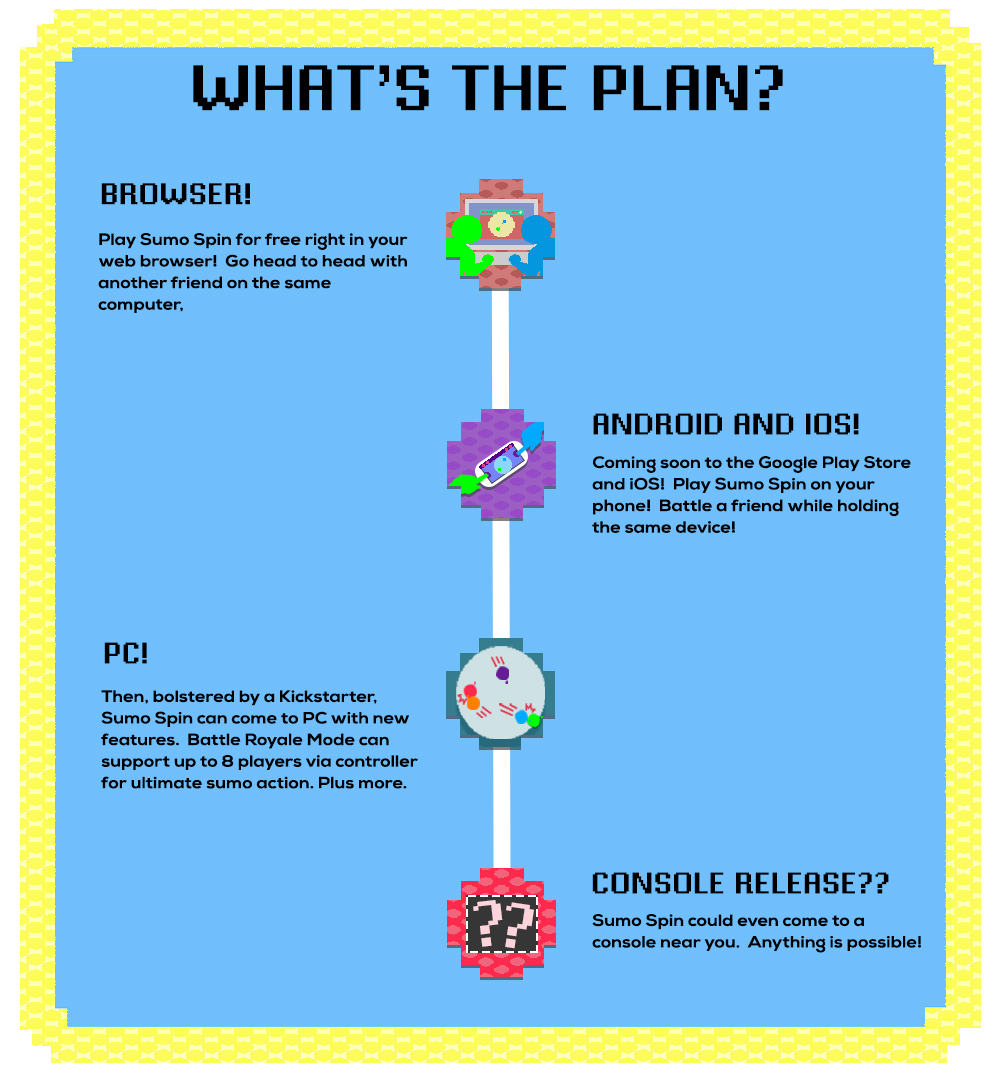 WHAT'S THE PLAN?
BROWSER!
Play Sumo Spin for free right in your
web browser!  Go head to head with
another friend on the same
computer,
ANDROID AND IOS!
Coming soon to the Google Play Store
and iOS!  Play Sumo Spin on your
phone!  Battle a friend while holding
the same device!
PC!
Then, bolstered by a Kickstarter,
Sumo Spin can come to PC with new
features.  Battle Royale Mode can
support up to 8 players via controller
for ultimate sumo action. Plus more.
CONSOLE RELEASE??
Sumo Spin could even come to a
console near you.  Anything is possible!
??